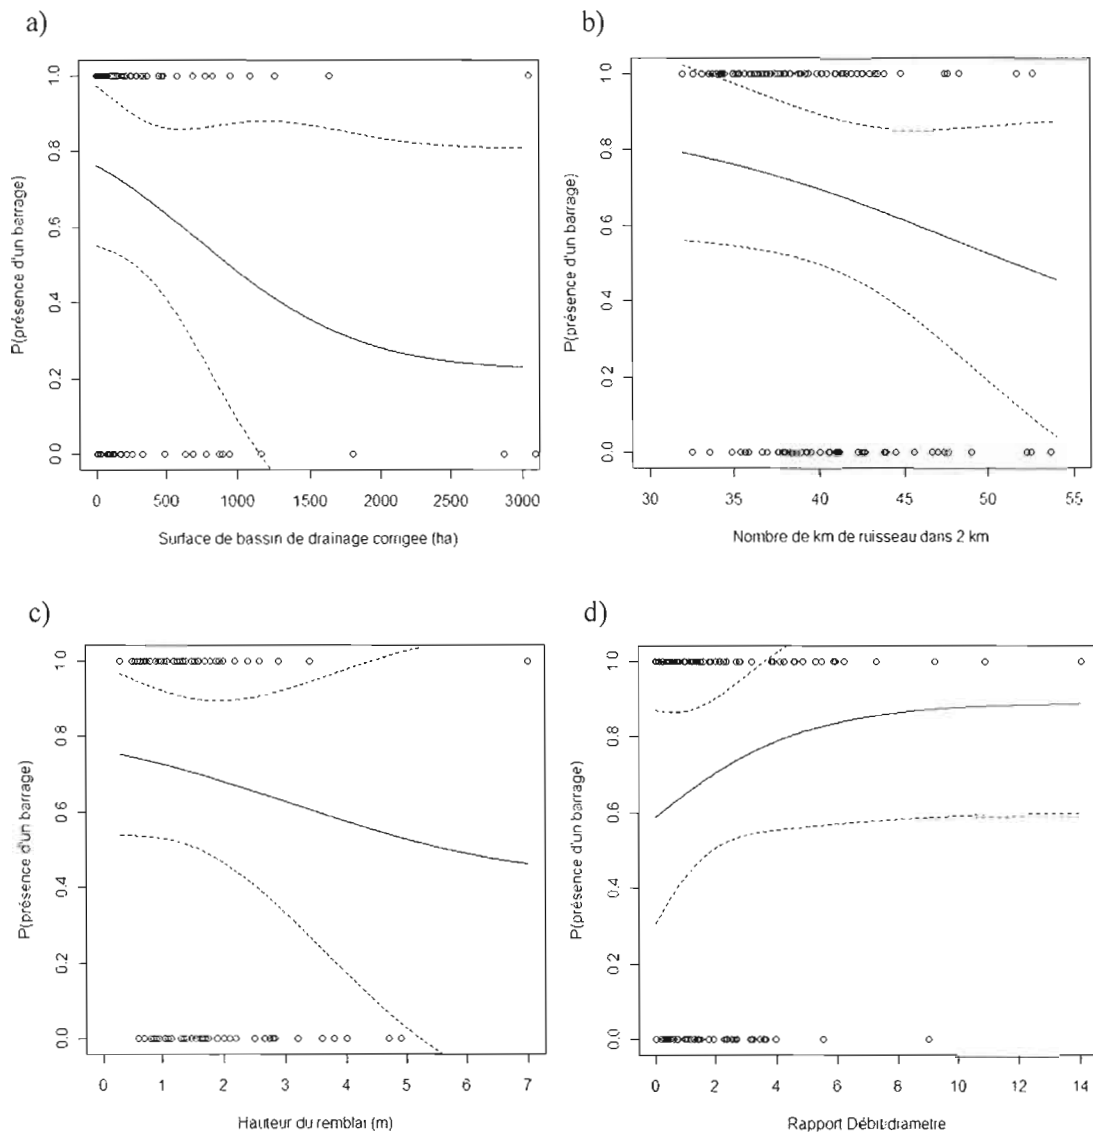 a)
P(présence d'un barrage)
1.0
0.8
0.6
0.4
0.2
0.0
0 500 1000 1500 2000 2500 3000
Surface de bassin de drainage corrigee (ha)
b)
P(présence d'un barrage)
1.0
0.8
0.6
0.4
0.2
0.0
30 35 40 45 50 55
Nombre de km de ruisseau dans 2 km
c)
P(présence d'un barrage)
1.0
0.8
0.6
0.4
0.2
0.0
0 1 2 3 4 5 6 7
Hauteur du remblai (m)
d)
P(présence d'un barrage)
1.0
0.8
0.6
0.4
0.2
0.0
0 2 4 6 8 10 12 14
Rapport Débit:diametre